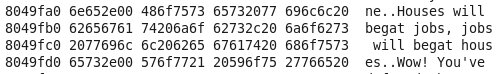 8049fa0 6e652e00 486f7573 65732077 696c6c20  ne..Houses will
8049fb0 62656761 74206a6f 62732c20 6a6f6273  begat jobs, jobs
8049fc0 2077696c 6c206265 67617420 686f7573   will begat hous
8049fd0 65732e00 576f7721 20596f75 27766520  es..Wow! You've